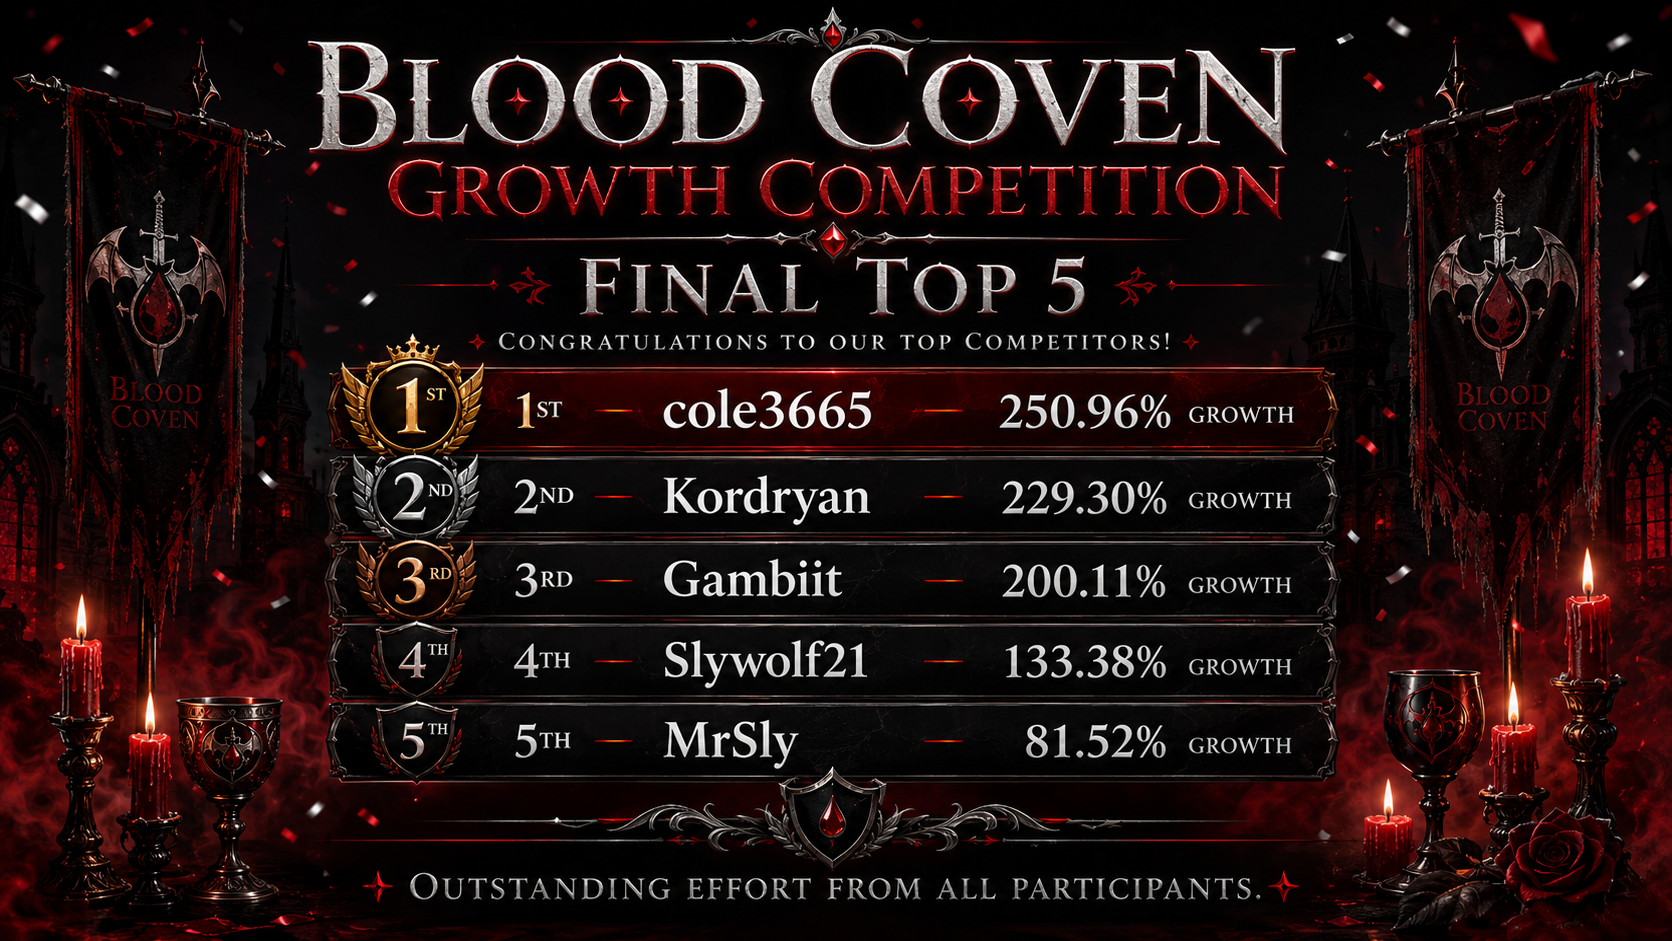 BLOOD COVEN
GROWTH COMPETITION
FINAL TOP 5
CONGRATULATIONS TO OUR TOP COMPETITORS!
1ST 1ST — cole3665 — 250.96% GROWTH
2ND 2ND — Kordryan — 229.30% GROWTH
3RD 3RD — Gambiit — 200.11% GROWTH
4TH 4TH — Slywolf21 — 133.38% GROWTH
5TH 5TH — MrSly — 81.52% GROWTH
OUTSTANDING EFFORT FROM ALL PARTICIPANTS.
BLOOD
COVEN
BLOOD
COVEN